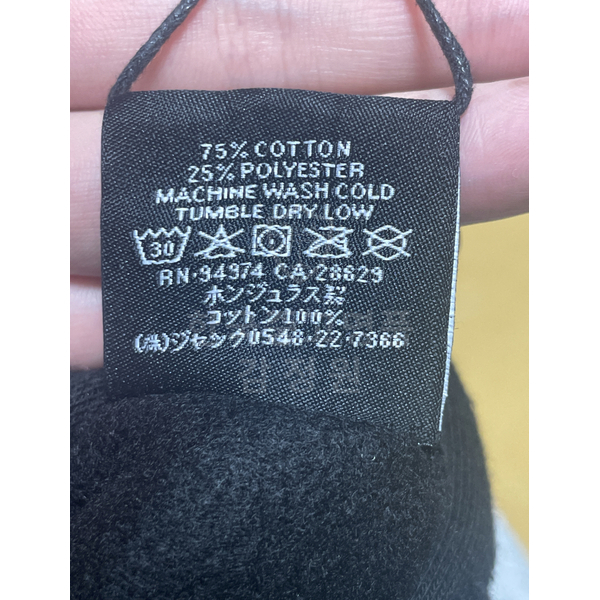 75% COTTON
25% POLYESTER
MACHINE WASH COLD
TUMBLE DRY LOW
30
RN·94974 CA·28629
ホンジュラス製
コットン100%
(株)ジャック0548·22·7366